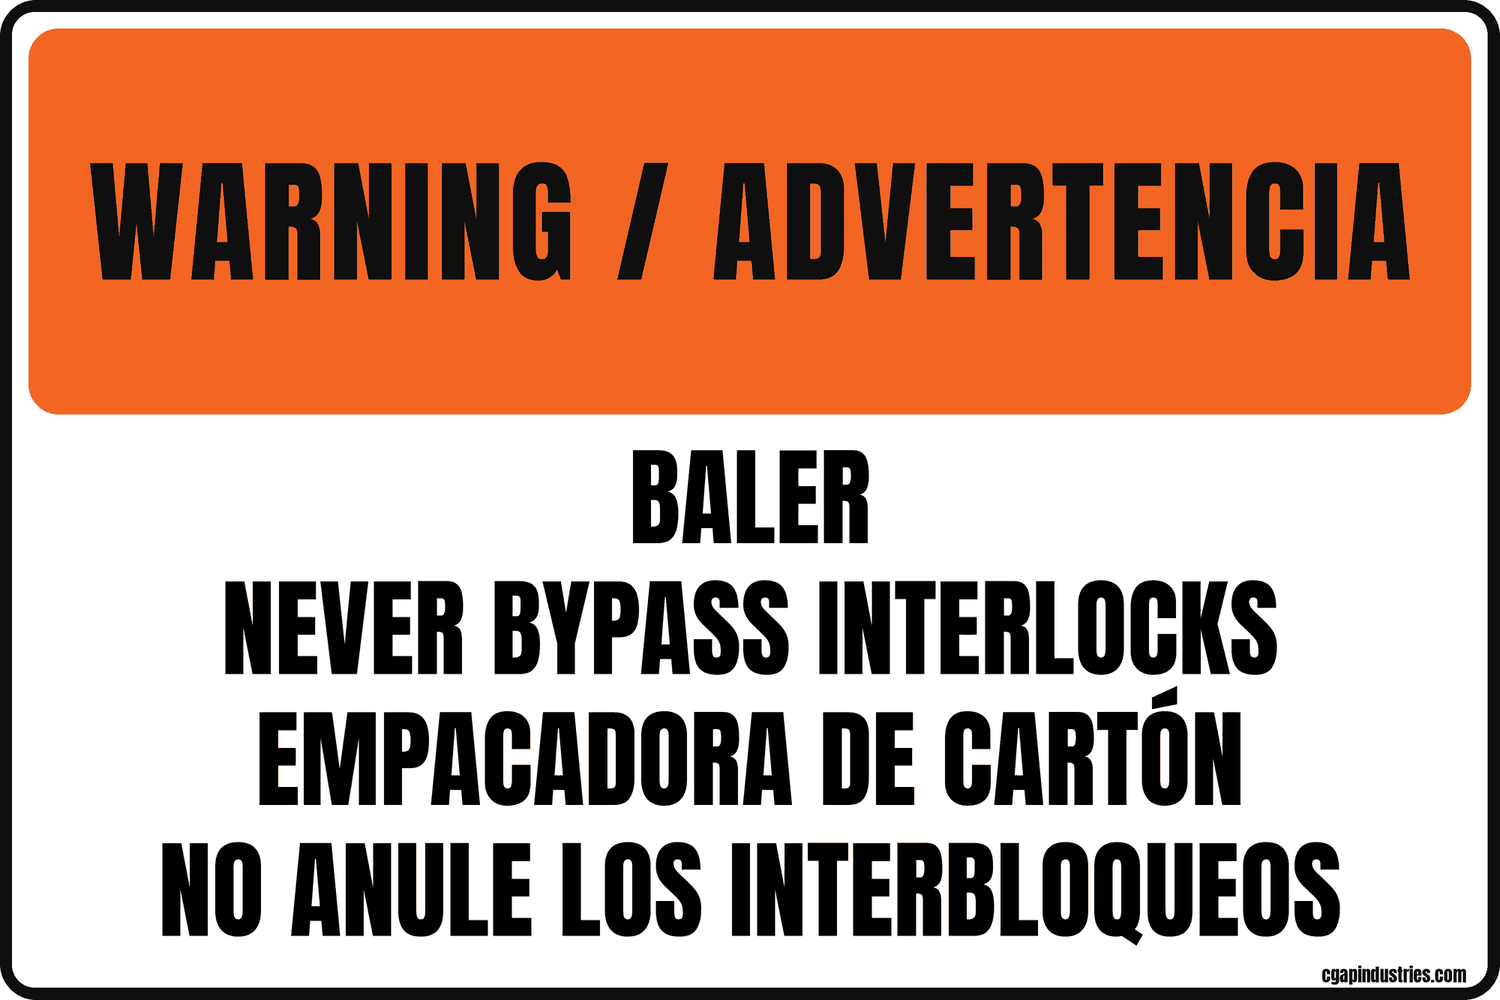 WARNING / ADVERTENCIA
BALER
NEVER BYPASS INTERLOCKS
EMPACADORA DE CARTÓN
NO ANULE LOS INTERBLOQUEOS
cgapindustries.com